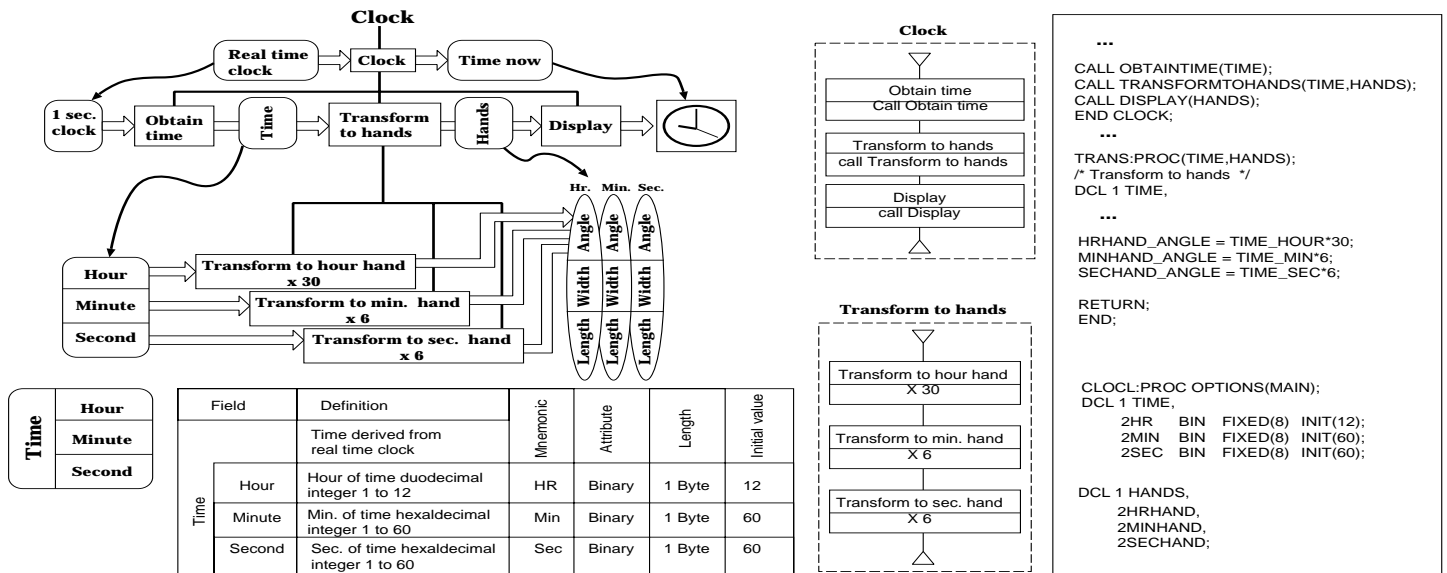 Clock
Real time
clock
Clock
Time now
1 sec.
clock
Obtain
time
Time
Transform
to hands
Hands
Display
Hr. Min. Sec.
Angle
Angle
Angle
Width
Width
Width
Length
Length
Length
Hour
Minute
Second
Transform to hour hand
x 30
Transform to min. hand
x 6
Transform to sec. hand
x 6
Time
Hour
Minute
Second
Field
Definition
Mnemonic
Attribute
Length
Initial value
Time
Time derived from
real time clock
Hour
Hour of time duodecimal
integer 1 to 12
HR
Binary
1 Byte
12
Minute
Min. of time hexaldecimal
integer 1 to 60
Min
Binary
1 Byte
60
Second
Sec. of time hexaldecimal
integer 1 to 60
Sec
Binary
1 Byte
60
Clock
Obtain time
Call Obtain time
Transform to hands
call Transform to hands
Display
call Display
Transform to hands
Transform to hour hand
X 30
Transform to min. hand
X 6
Transform to sec. hand
X 6
...
CALL OBTAINTIME(TIME);
CALL TRANSFORMTOHANDS(TIME,HANDS);
CALL DISPLAY(HANDS);
END CLOCK;
...
TRANS:PROC(TIME,HANDS);
/* Transform to hands */
DCL 1 TIME,
...
HRHAND_ANGLE = TIME_HOUR*30;
MINHAND_ANGLE = TIME_MIN*6;
SECHAND_ANGLE = TIME_SEC*6;
RETURN;
END;
CLOCL:PROC OPTIONS(MAIN);
DCL 1 TIME,
2HR BIN FIXED(8) INIT(12);
2MIN BIN FIXED(8) INIT(60);
2SEC BIN FIXED(8) INIT(60);
DCL 1 HANDS,
2HRHAND,
2MINHAND,
2SECHAND;